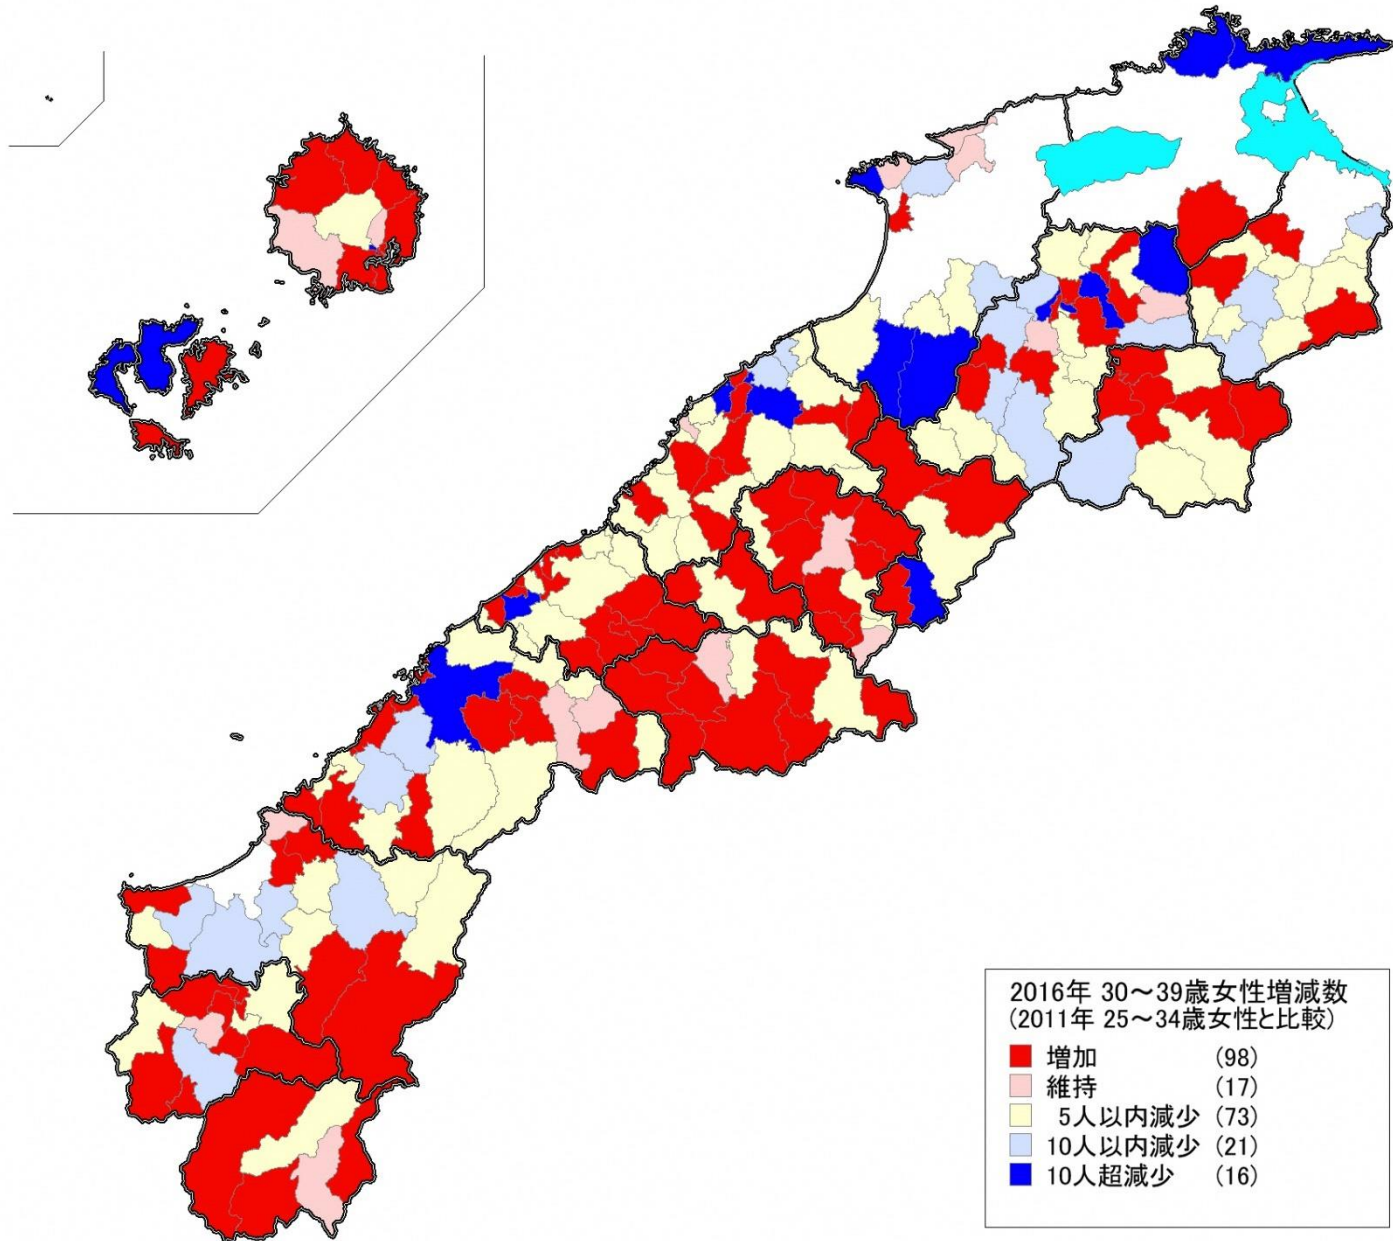 2016年 30～39歳女性増減数
(2011年 25～34歳女性と比較)
増加 (98)
維持 (17)
5人以内減少 (73)
10人以内減少 (21)
10人超減少 (16)